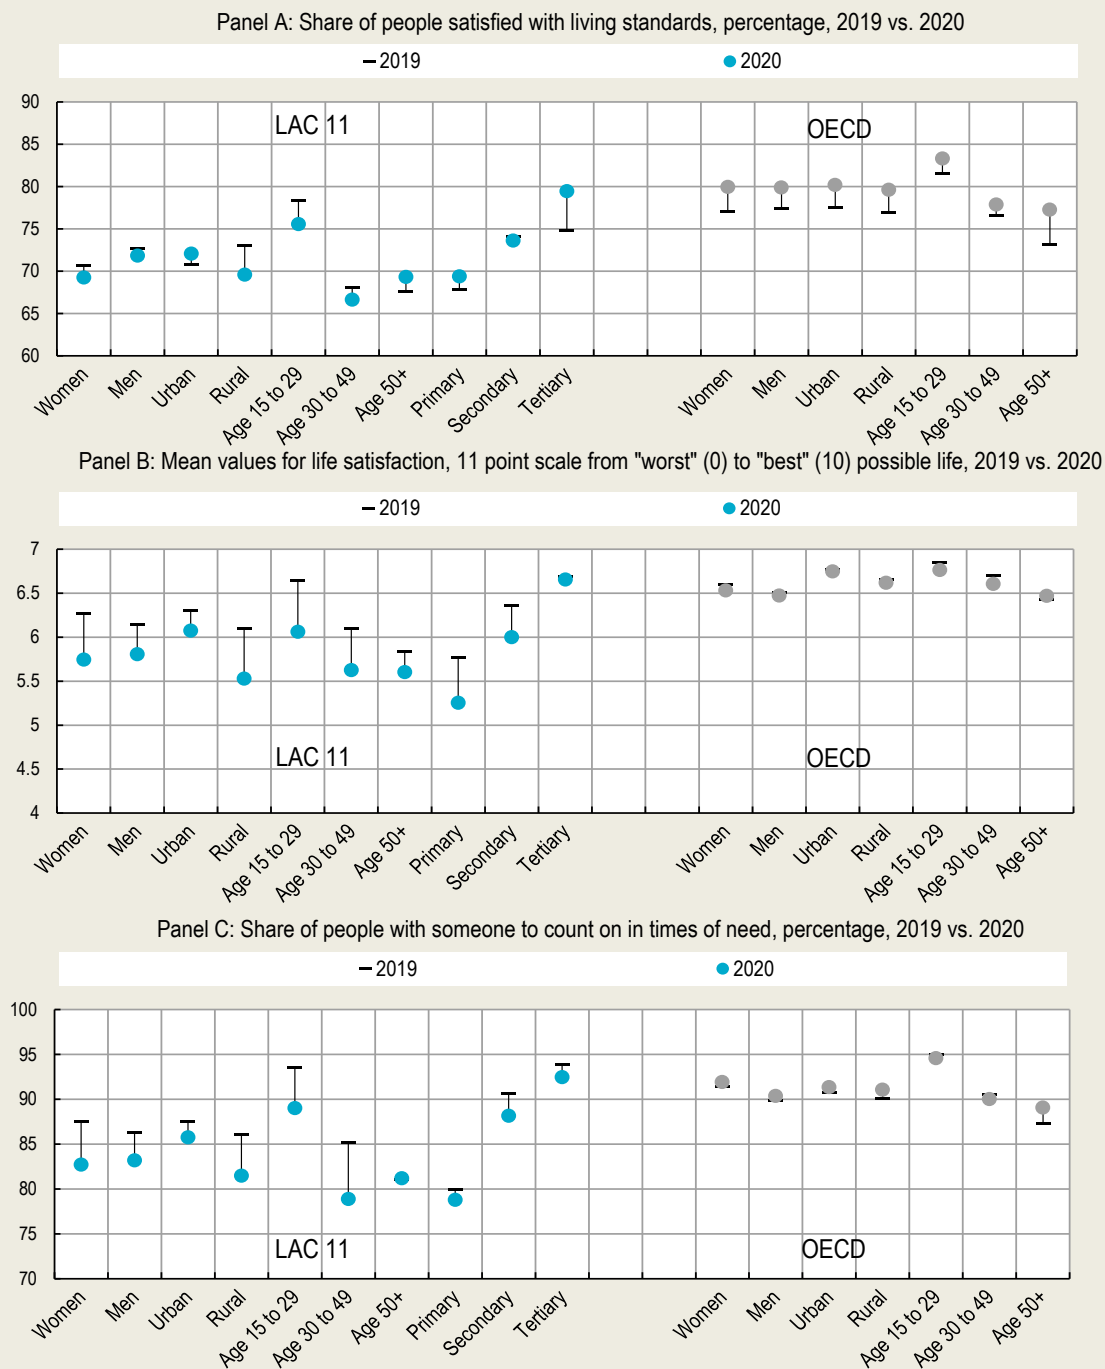 Panel A: Share of people satisfied with living standards, percentage, 2019 vs. 2020
2019
2020
90
85
80
75
70
65
60
LAC 11
OECD
Women
Men
Urban
Rural
Age 15 to 29
Age 30 to 49
Age 50+
Primary
Secondary
Tertiary
Women
Men
Urban
Rural
Age 15 to 29
Age 30 to 49
Age 50+
Panel B: Mean values for life satisfaction, 11 point scale from "worst" (0) to "best" (10) possible life, 2019 vs. 2020
2019
2020
7
6.5
6
5.5
5
4.5
4
LAC 11
OECD
Women
Men
Urban
Rural
Age 15 to 29
Age 30 to 49
Age 50+
Primary
Secondary
Tertiary
Women
Men
Urban
Rural
Age 15 to 29
Age 30 to 49
Age 50+
Panel C: Share of people with someone to count on in times of need, percentage, 2019 vs. 2020
2019
2020
100
95
90
85
80
75
70
LAC 11
OECD
Women
Men
Urban
Rural
Age 15 to 29
Age 30 to 49
Age 50+
Primary
Secondary
Tertiary
Women
Men
Urban
Rural
Age 15 to 29
Age 30 to 49
Age 50+